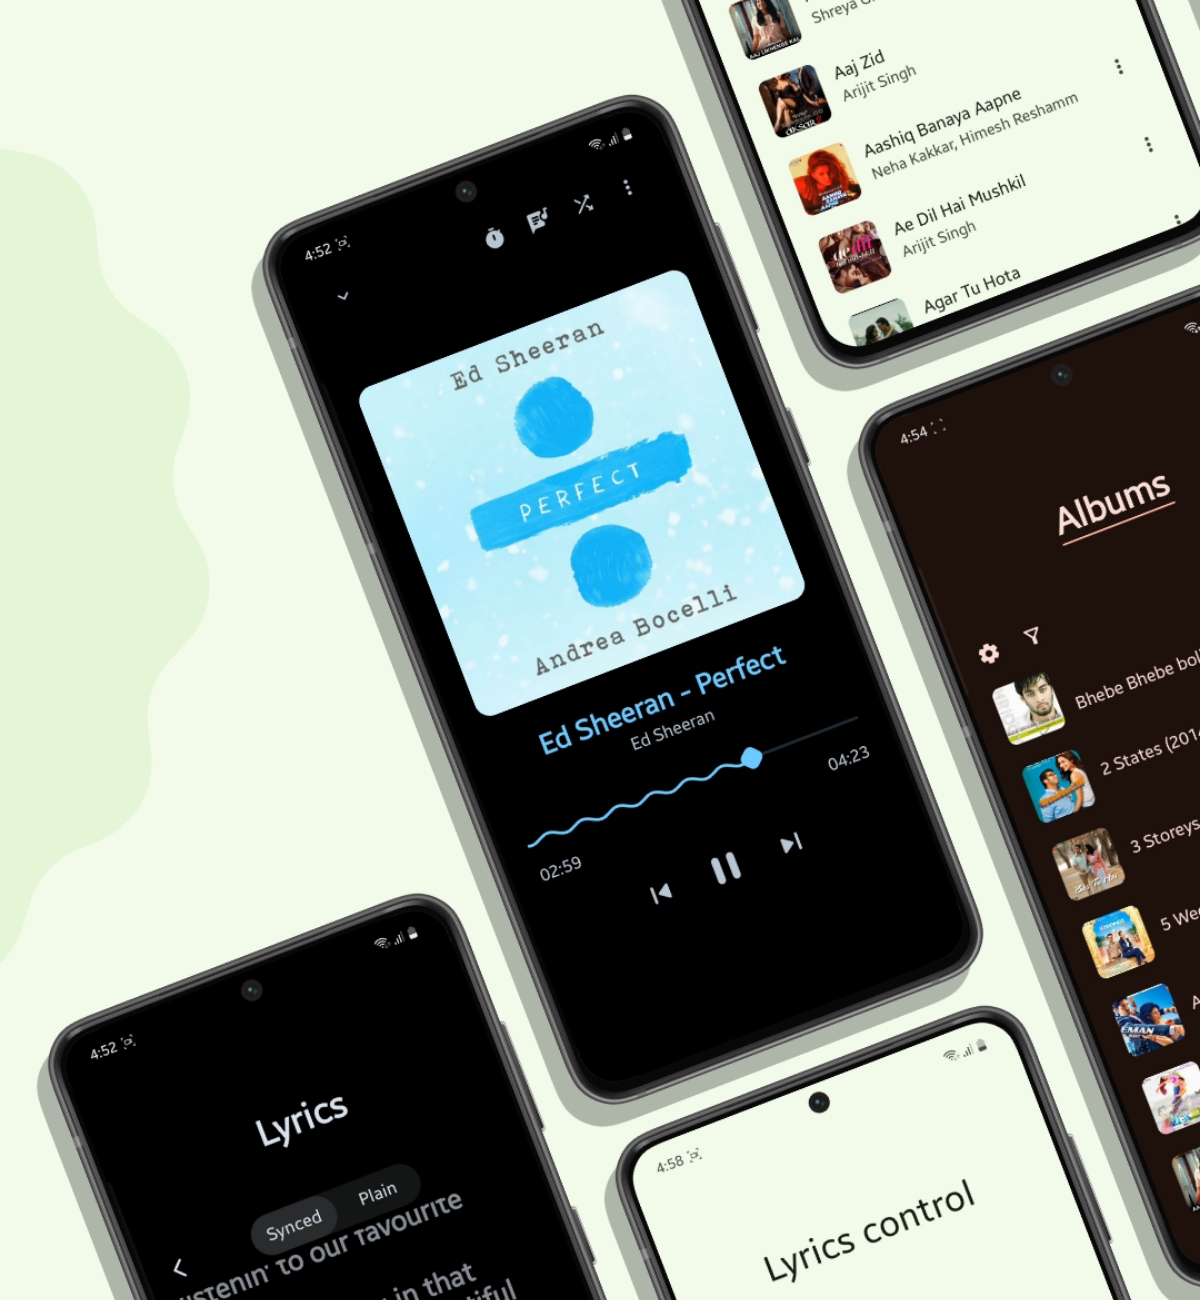 Shreya
Aaj Zid
Arijit Singh
Aashiq Banaya Aapne
Neha Kakkar, Himesh Reshamm
Ae Dil Hai Mushkil
Arijit Singh
Agar Tu Hota
4:52
Ed Sheeran
PERFECT
Andrea Bocelli
Ed Sheeran - Perfect
Ed Sheeran
02:59
04:23
4:54
Albums
Bhebe Bhebe bol
2 States (2014
3 Storeys
5 We
A
4:52
Lyrics
Synced
Plain
istenin' to our favourite
in that
tiful
4:58
Lyrics control